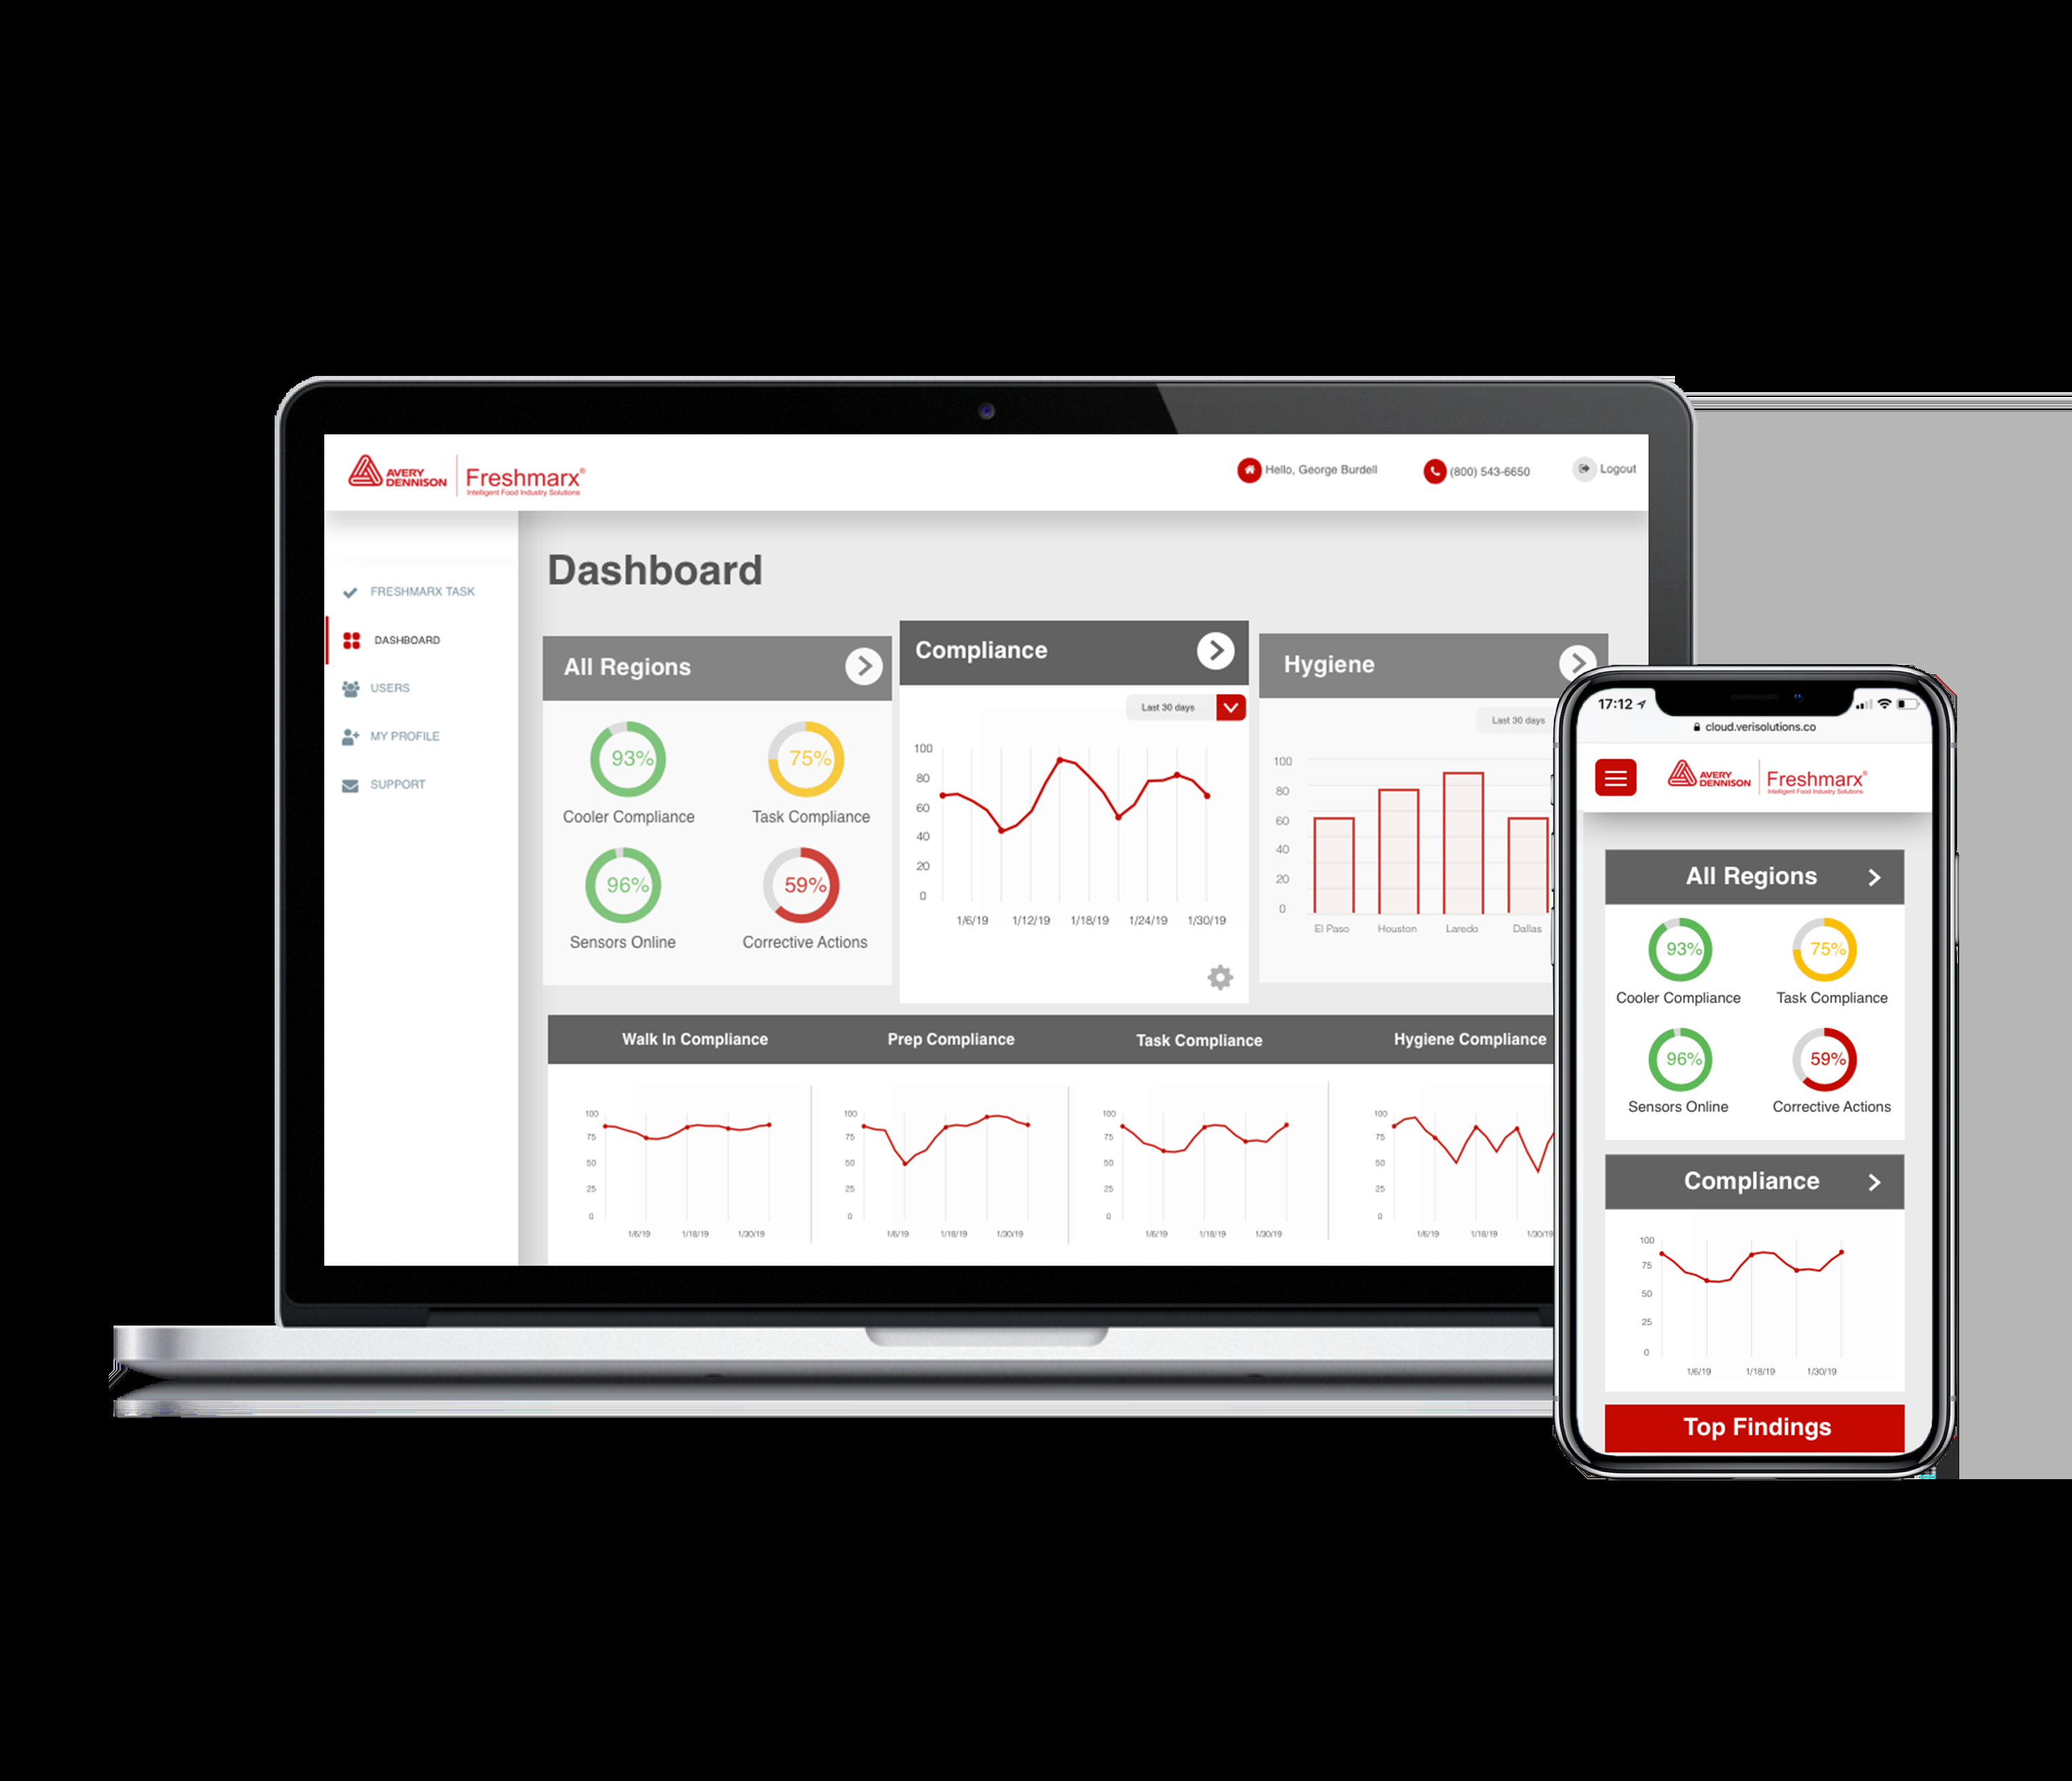 AVERY
DENNISON
Freshmarx®
Intelligent Food Industry Solutions
Hello, George Burdell
(800) 543-6650
Logout
FRESHMARX TASK
DASHBOARD
USERS
MY PROFILE
SUPPORT
Dashboard
All Regions
93%
75%
Cooler Compliance
Task Compliance
96%
59%
Sensors Online
Corrective Actions
Compliance
Last 30 days
100
80
60
40
20
0
1/6/19 1/12/19 1/18/19 1/24/19 1/30/19
Hygiene
Last 30 days
100
80
60
40
20
0
El Paso Houston Laredo Dallas
Walk In Compliance
100
75
50
25
0
1/6/19 1/18/19 1/30/19
Prep Compliance
100
75
50
25
0
1/6/19 1/18/19 1/30/19
Task Compliance
100
75
50
25
0
1/6/19 1/18/19 1/30/19
Hygiene Compliance
100
75
50
25
0
1/6/19 1/18/19 1/30/19
17:12
cloud.verisolutions.co
AVERY
DENNISON
Freshmarx®
Intelligent Food Industry Solutions
All Regions
93%
75%
Cooler Compliance
Task Compliance
96%
59%
Sensors Online
Corrective Actions
Compliance
100
75
50
25
0
1/6/19 1/18/19 1/30/19
Top Findings